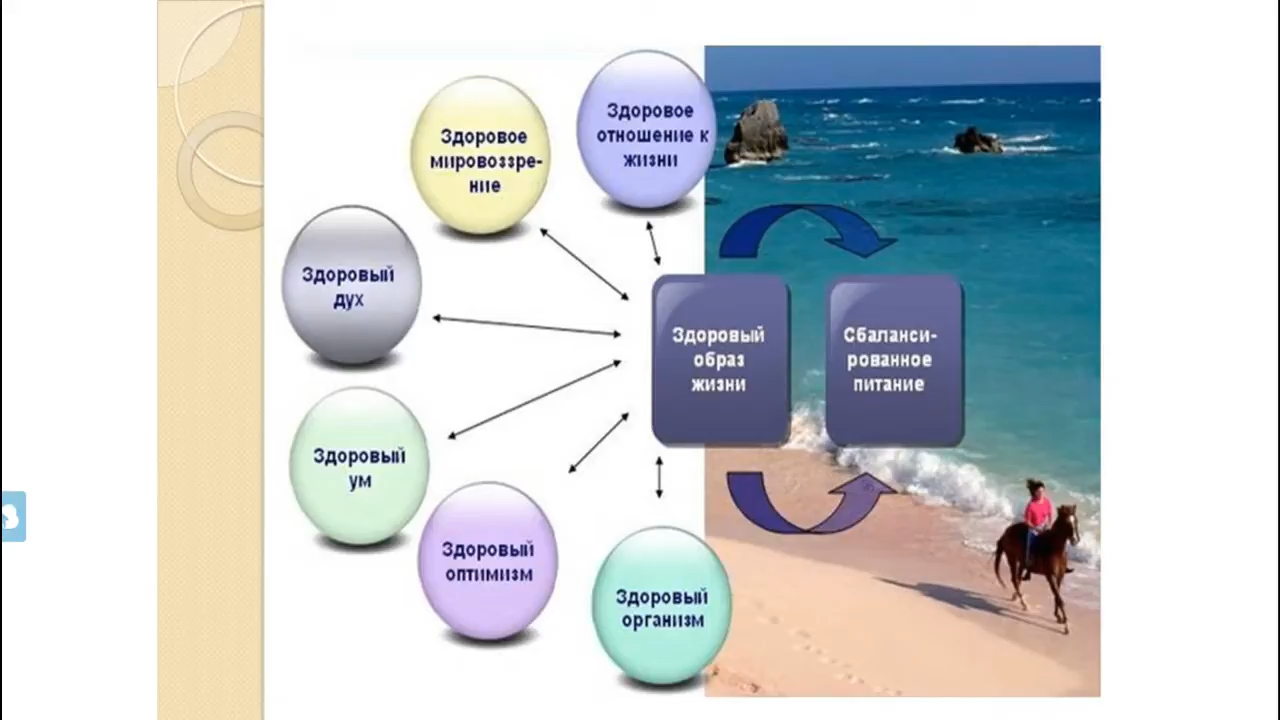 Здоровое
отношение к
жизни
Здоровое
мировоззре-
ние
Здоровый
дух
Здоровый
образ
жизни
Сбаланси-
рованное
питание
Здоровый
ум
Здоровый
оптимизм
Здоровый
организм